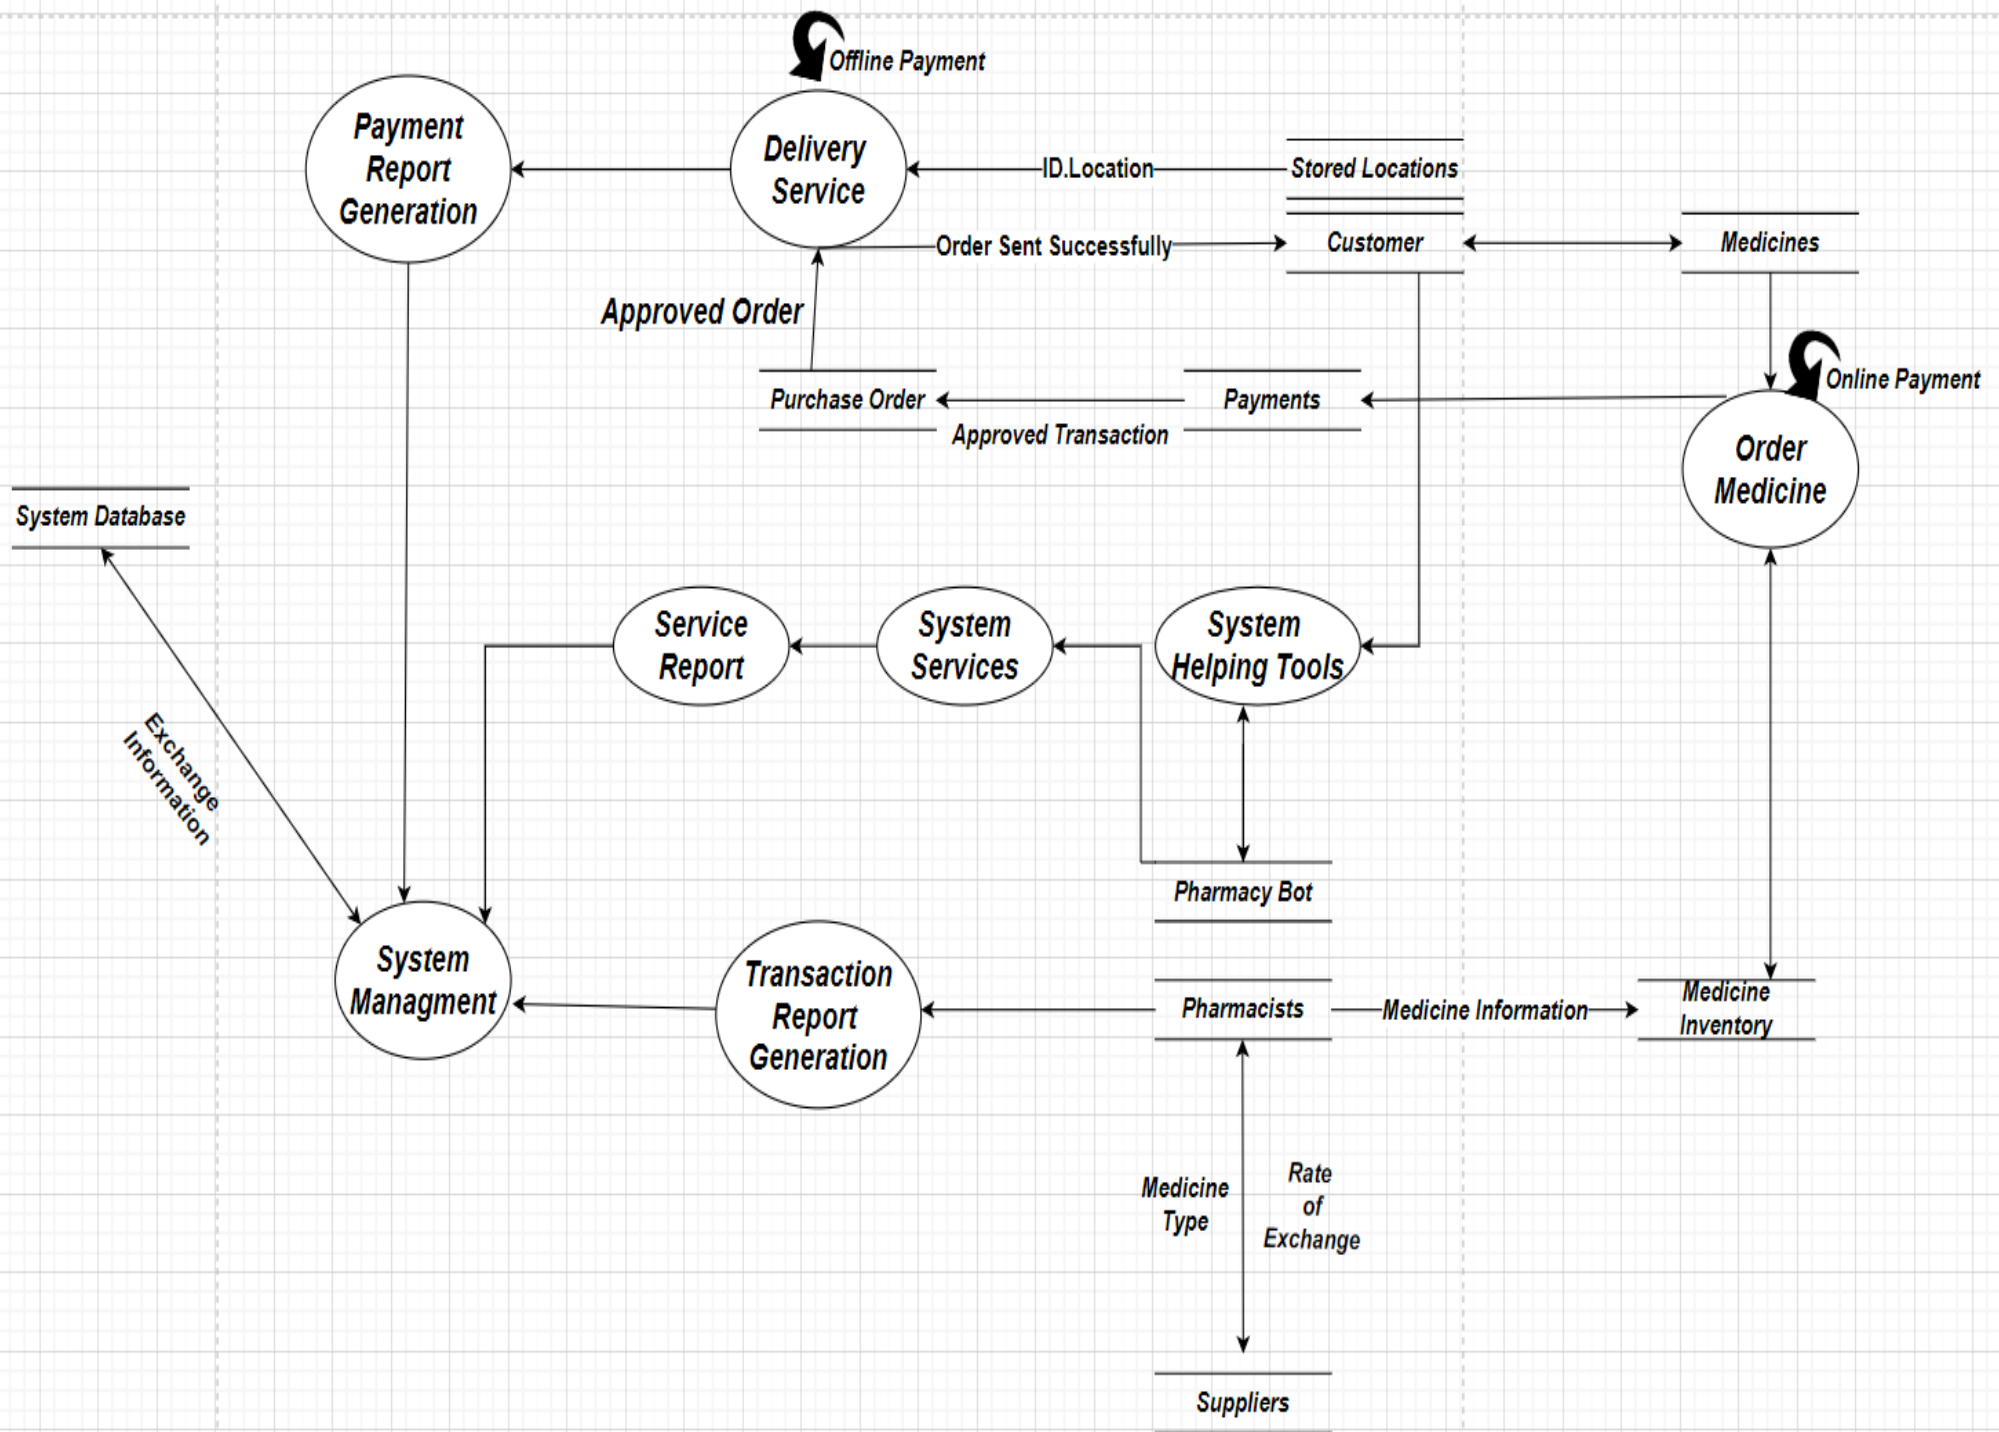 Offline Payment
Payment
Report
Generation
Delivery
Service
ID.Location
Stored Locations
Order Sent Successfully
Customer
Medicines
Approved Order
Purchase Order
Approved Transaction
Payments
Online Payment
Order
Medicine
System Database
Service
Report
System
Services
System
Helping Tools
Exchange
Information
Pharmacy Bot
System
Managment
Transaction
Report
Generation
Pharmacists
Medicine Information
Medicine
Inventory
Medicine
Type
Rate
of
Exchange
Suppliers